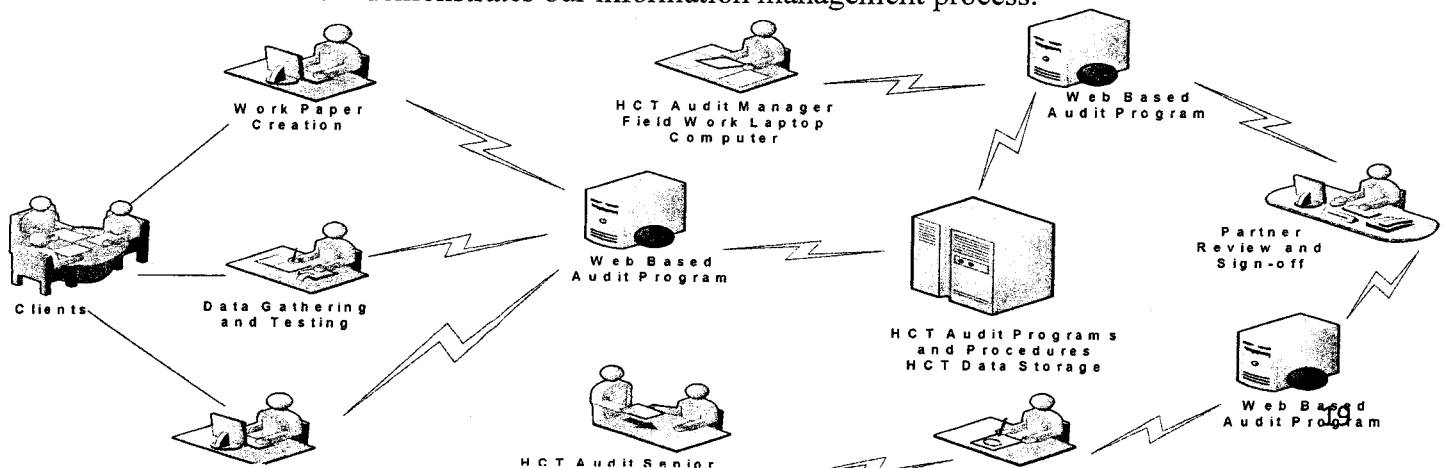 demonstrates our information management process.
Work Paper
Creation
HCT Audit Manager
Field Work Laptop
Computer
Web Based
Audit Program
Clients
Data Gathering
and Testing
Web Based
Audit Program
HCT Audit Programs
and Procedures
HCT Data Storage
Partner
Review and
Sign-off
Web Based
Audit Program
19
HCT Audit Senior